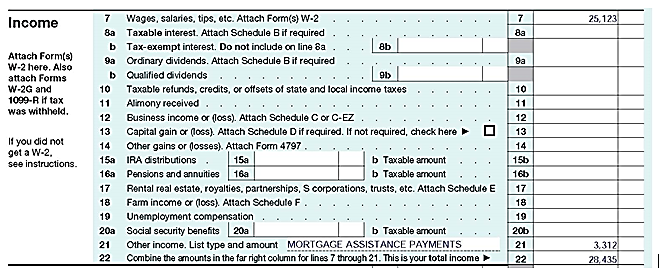 Income
Attach Form(s)
W-2 here. Also
attach Forms
W-2G and
1099-R if tax
was withheld.
If you did not
get a W-2,
see instructions.
7 Wages, salaries, tips, etc. Attach Form(s) W-2 . . . . . . . . . . . . 7 25,123
8a Taxable interest. Attach Schedule B if required . . . . . . . . . . . . 8a
b Tax-exempt interest. Do not include on line 8a . . . 8b
9a Ordinary dividends. Attach Schedule B if required . . . . . . . . . . . 9a
b Qualified dividends . . . . . . . . . . . 9b
10 Taxable refunds, credits, or offsets of state and local income taxes . . . . . . 10
11 Alimony received . . . . . . . . . . . . . . . . . . . . . 11
12 Business income or (loss). Attach Schedule C or C-EZ . . . . . . . . . . 12
13 Capital gain or (loss). Attach Schedule D if required. If not required, check here ► ☐ 13
14 Other gains or (losses). Attach Form 4797 . . . . . . . . . . . . . . 14
15a IRA distributions . 15a b Taxable amount . . . 15b
16a Pensions and annuities 16a b Taxable amount . . . 16b
17 Rental real estate, royalties, partnerships, S corporations, trusts, etc. Attach Schedule E 17
18 Farm income or (loss). Attach Schedule F . . . . . . . . . . . . . . 18
19 Unemployment compensation . . . . . . . . . . . . . . . . . 19
20a Social security benefits 20a b Taxable amount . . . 20b
21 Other income. List type and amount MORTGAGE ASSISTANCE PAYMENTS 21 3,312
22 Combine the amounts in the far right column for lines 7 through 21. This is your total income ► 22 28,435